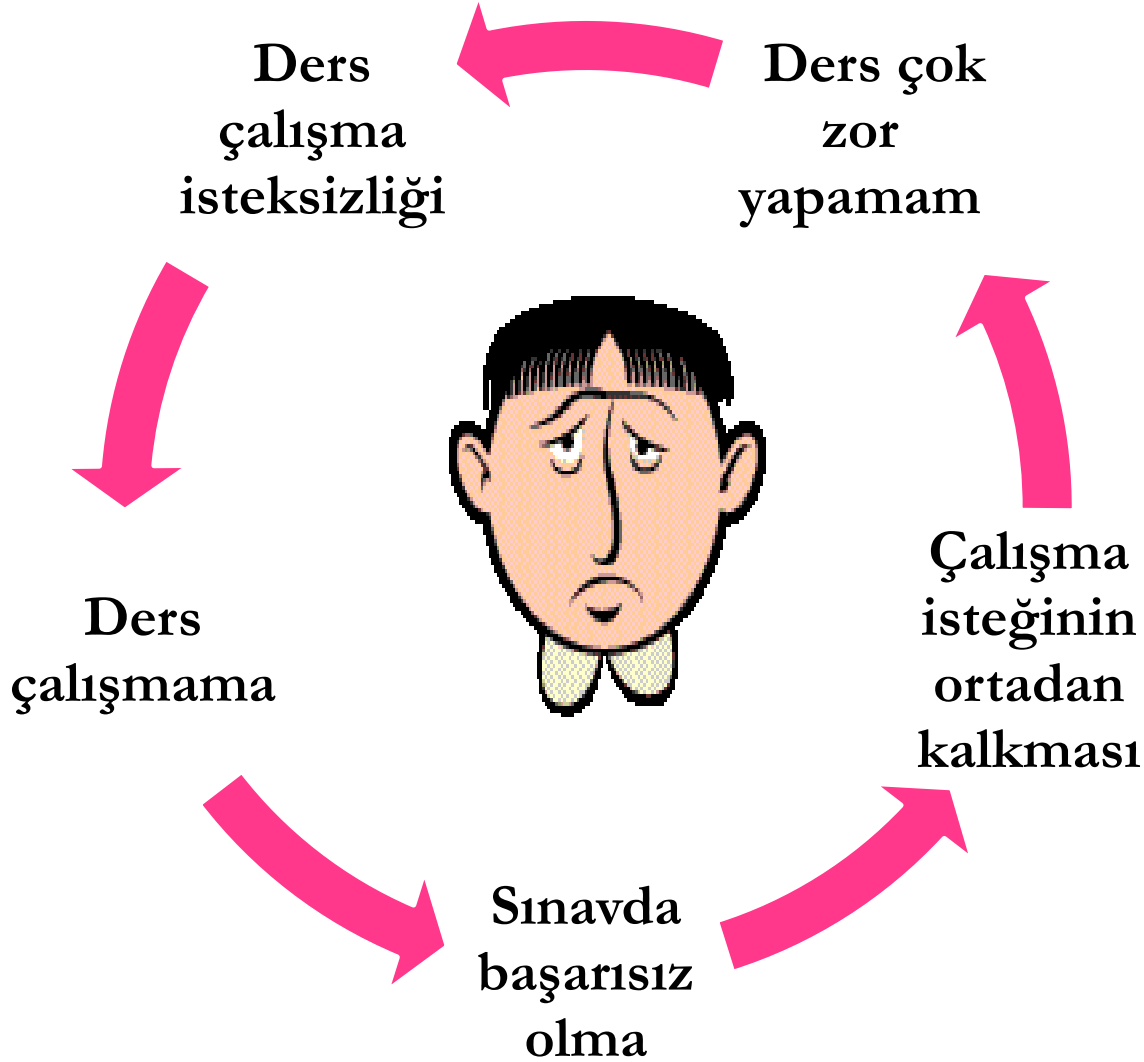 Ders
çalışma
isteksizliği
Ders çok
zor
yapamam
Ders
çalışmama
Çalışma
isteğinin
ortadan
kalkması
Sınavda
başarısız
olma